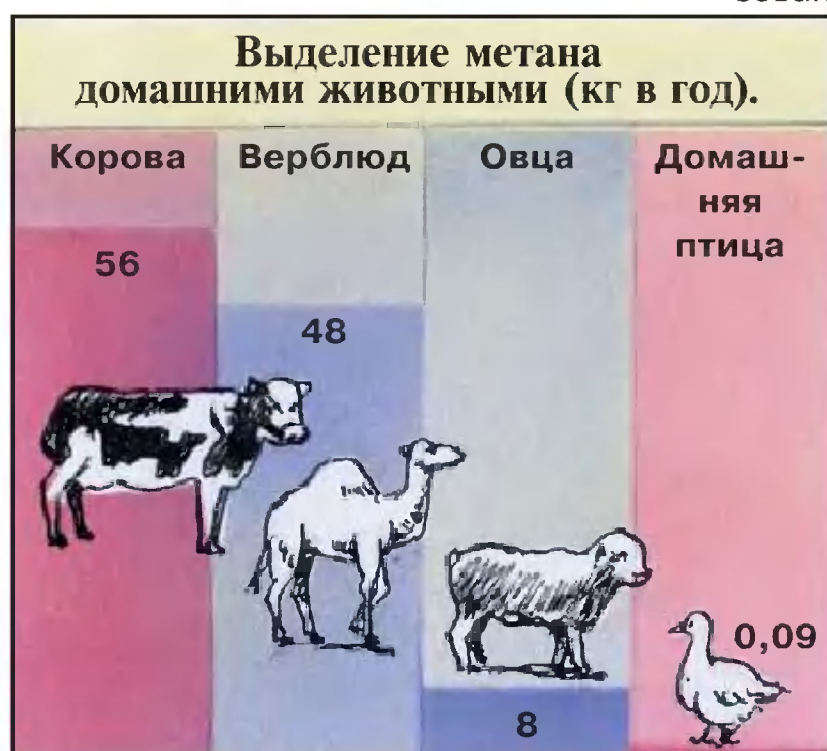 Выделение метана
домашними животными (кг в год).
Корова
Верблюд
Овца
Домаш-
няя
птица
56
48
8
0,09